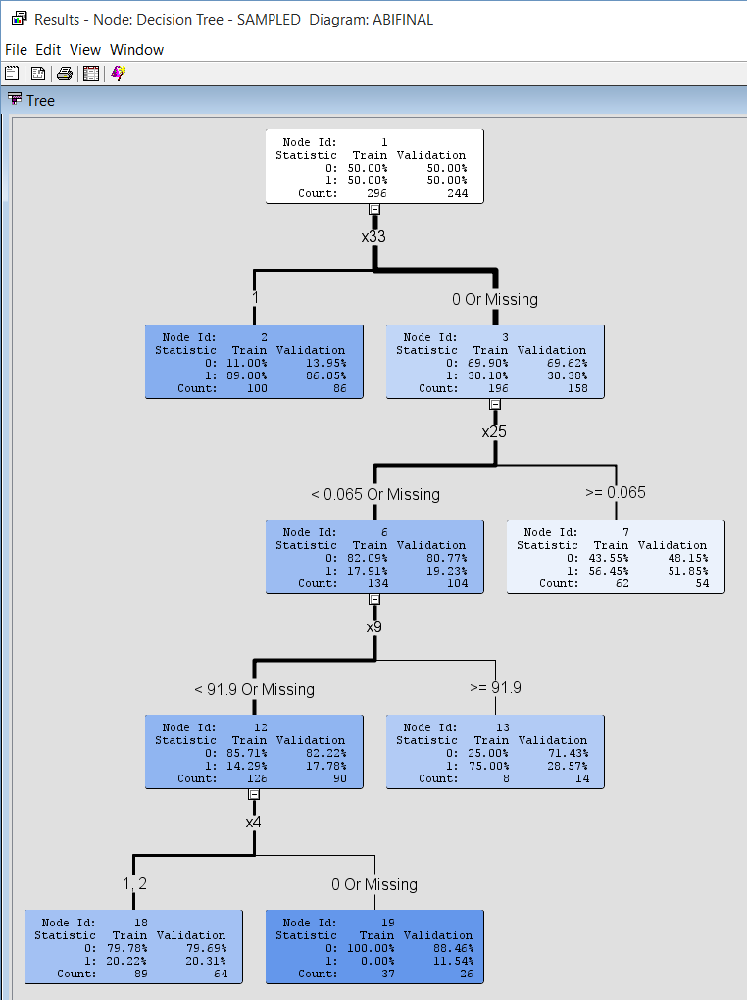 Results - Node: Decision Tree - SAMPLED Diagram: ABIFINAL
File Edit View Window
Tree
Node Id: 1
Statistic Train Validation
0: 50.00% 50.00%
1: 50.00% 50.00%
Count: 296 244
x33
1
0 Or Missing
Node Id: 2
Statistic Train Validation
0: 11.00% 13.95%
1: 89.00% 86.05%
Count: 100 86
Node Id: 3
Statistic Train Validation
0: 69.90% 69.62%
1: 30.10% 30.38%
Count: 196 158
x25
< 0.065 Or Missing
>= 0.065
Node Id: 6
Statistic Train Validation
0: 82.09% 80.77%
1: 17.91% 19.23%
Count: 134 104
Node Id: 7
Statistic Train Validation
0: 43.55% 48.15%
1: 56.45% 51.85%
Count: 62 54
x9
< 91.9 Or Missing
>= 91.9
Node Id: 12
Statistic Train Validation
0: 85.71% 82.22%
1: 14.29% 17.78%
Count: 126 90
Node Id: 13
Statistic Train Validation
0: 25.00% 71.43%
1: 75.00% 28.57%
Count: 8 14
x4
1, 2
0 Or Missing
Node Id: 18
Statistic Train Validation
0: 79.78% 79.69%
1: 20.22% 20.31%
Count: 89 64
Node Id: 19
Statistic Train Validation
0: 100.00% 88.46%
1: 0.00% 11.54%
Count: 37 26